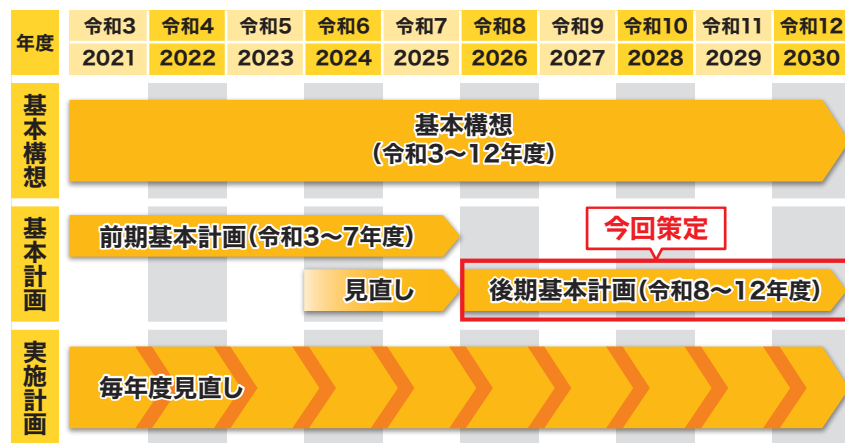 年度
令和3 令和4 令和5 令和6 令和7 令和8 令和9 令和10 令和11 令和12
2021 2022 2023 2024 2025 2026 2027 2028 2029 2030
基本構想
基本構想
（令和3〜12年度）
基本計画
前期基本計画（令和3〜7年度）
今回策定
見直し
後期基本計画（令和8〜12年度）
実施計画
毎年度見直し